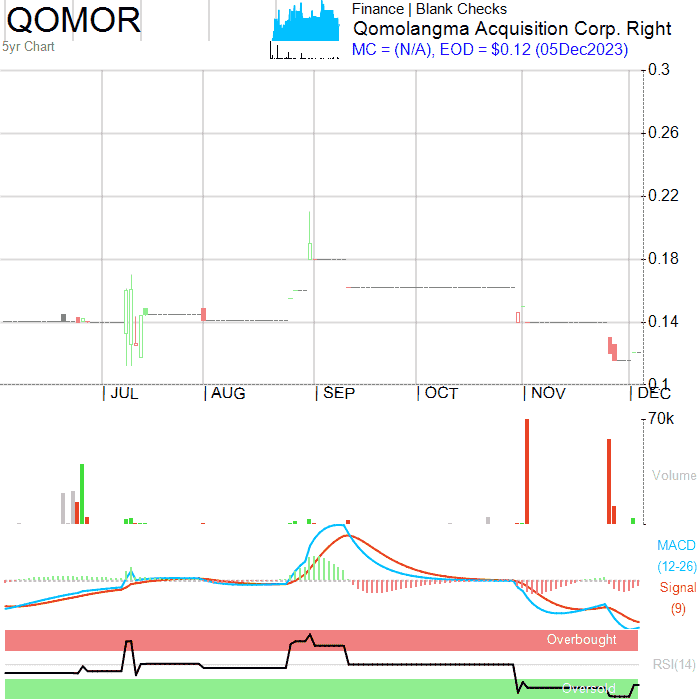 QOMOR
5yr Chart
Finance | Blank Checks
Qomolangma Acquisition Corp. Right
MC = (N/A), EOD = $0.12 (05Dec2023)
0.3
0.26
0.22
0.18
0.14
0.1
| JUL | AUG | SEP | OCT | NOV | DEC
70k
Volume
MACD
(12-26)
Signal
(9)
Overbought
RSI(14)
Oversold